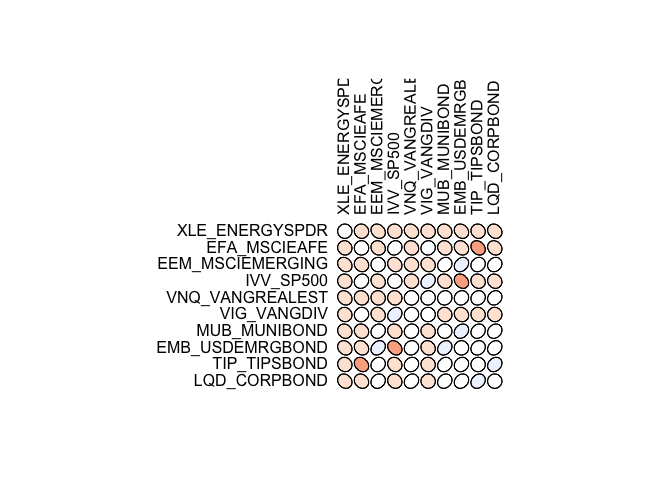 XLE_ENERGYSPD
EFA_MSCIEAFE
EEM_MSCIEMERG
IVV_SP500
VNQ_VANGREALE
VIG_VANGDIV
MUB_MUNIBOND
EMB_USDEMRGB
TIP_TIPSBOND
LQD_CORPBOND
XLE_ENERGYSPDR
EFA_MSCIEAFE
EEM_MSCIEMERGING
IVV_SP500
VNQ_VANGREALEST
VIG_VANGDIV
MUB_MUNIBOND
EMB_USDEMRGBOND
TIP_TIPSBOND
LQD_CORPBOND